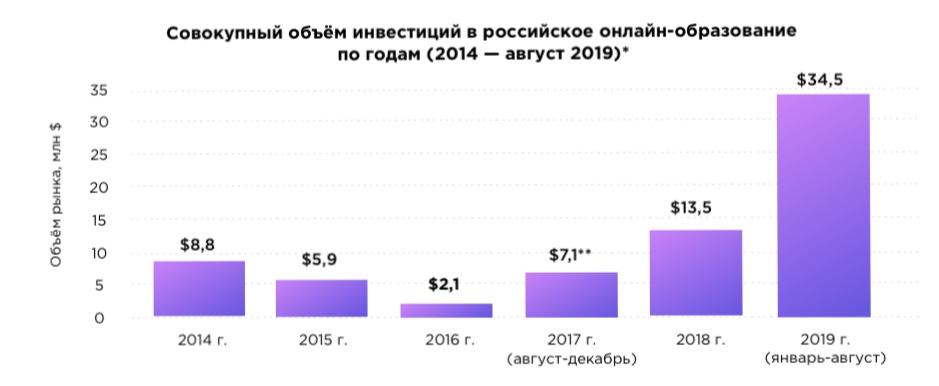 Совокупный объём инвестиций в российское онлайн-образование
по годам (2014 — август 2019)*
Объём рынка, млн $
35
30
25
20
15
10
5
0
$8,8
$5,9
$2,1
$7,1**
$13,5
$34,5
2014 г.
2015 г.
2016 г.
2017 г.
(август-декабрь)
2018 г.
2019 г.
(январь-август)